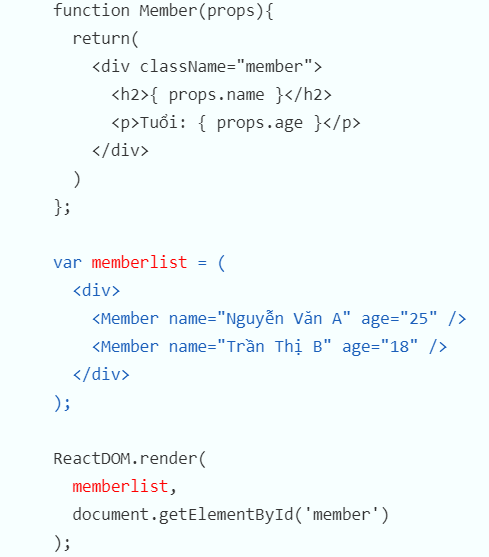 function Member(props){
  return(
    <div className="member">
      <h2>{ props.name }</h2>
      <p>Tuổi: { props.age }</p>
    </div>
  )
};
var memberlist = (
  <div>
    <Member name="Nguyễn Văn A" age="25" />
    <Member name="Trần Thị B" age="18" />
  </div>
);
ReactDOM.render(
  memberlist,
  document.getElementById('member')
);